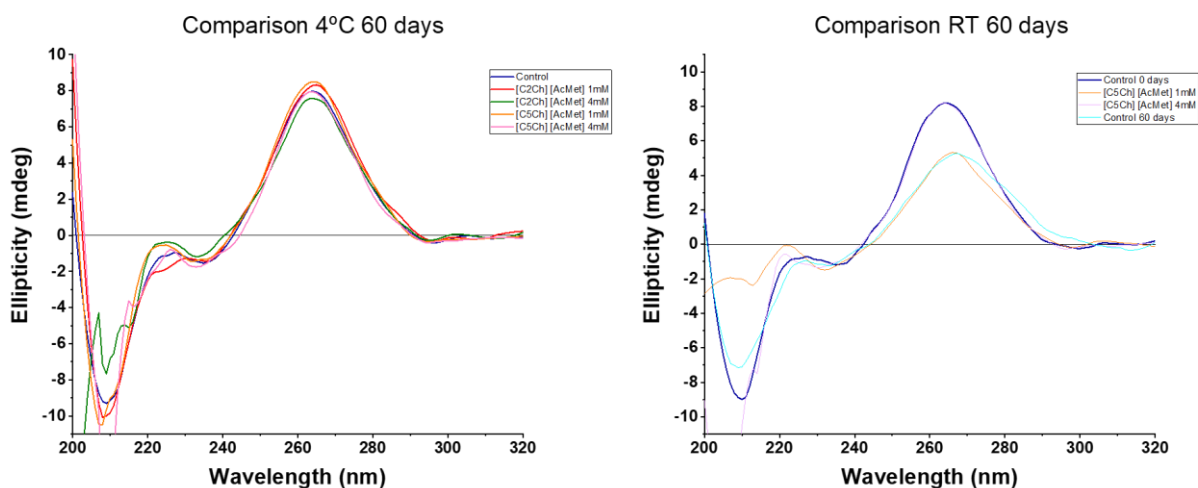 Comparison 4ºC 60 days
Ellipticity (mdeg)
10
8
6
4
2
0
-2
-4
-6
-8
-10
200
220
240
260
280
300
320
Wavelength (nm)
Control
[C2Ch] [AcMet] 1mM
[C2Ch] [AcMet] 4mM
[C5Ch] [AcMet] 1mM
[C5Ch] [AcMet] 4mM
Comparison RT 60 days
Ellipticity (mdeg)
10
8
6
4
2
0
-2
-4
-6
-8
-10
200
220
240
260
280
300
320
Wavelength (nm)
Control 0 days
[C5Ch] [AcMet] 1mM
[C5Ch] [AcMet] 4mM
Control 60 days